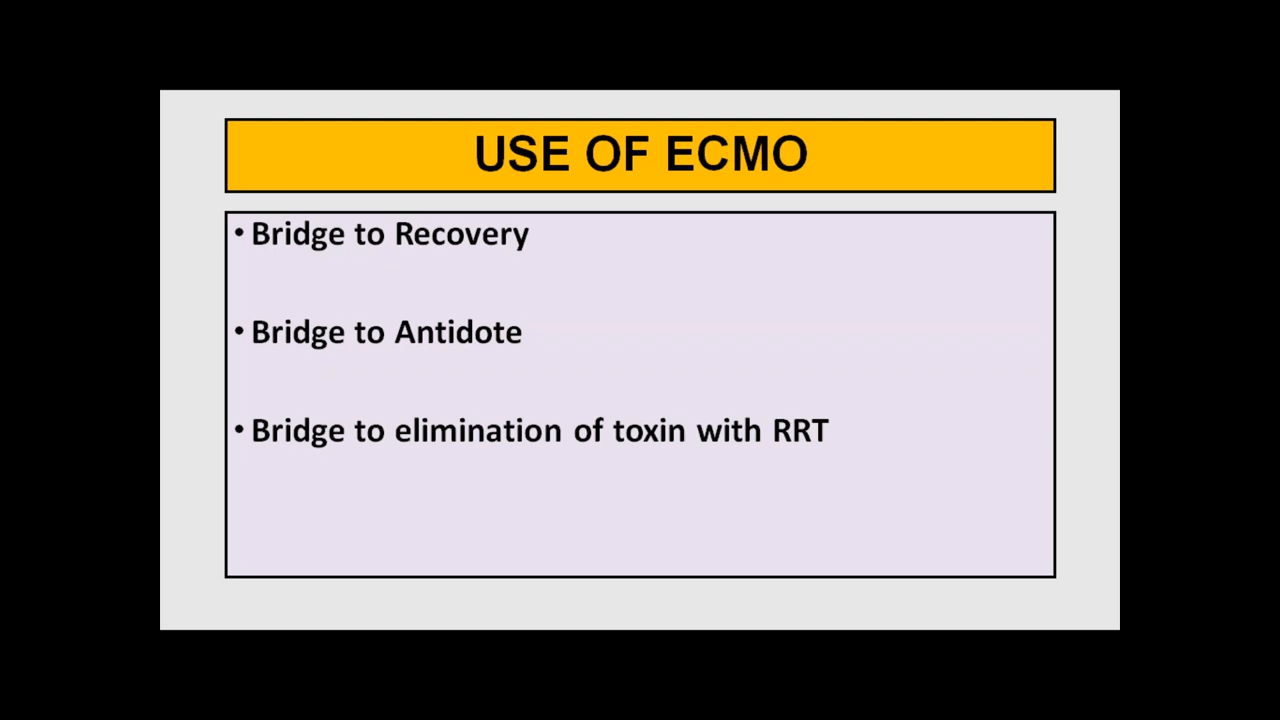 USE OF ECMO
• Bridge to Recovery
• Bridge to Antidote
• Bridge to elimination of toxin with RRT